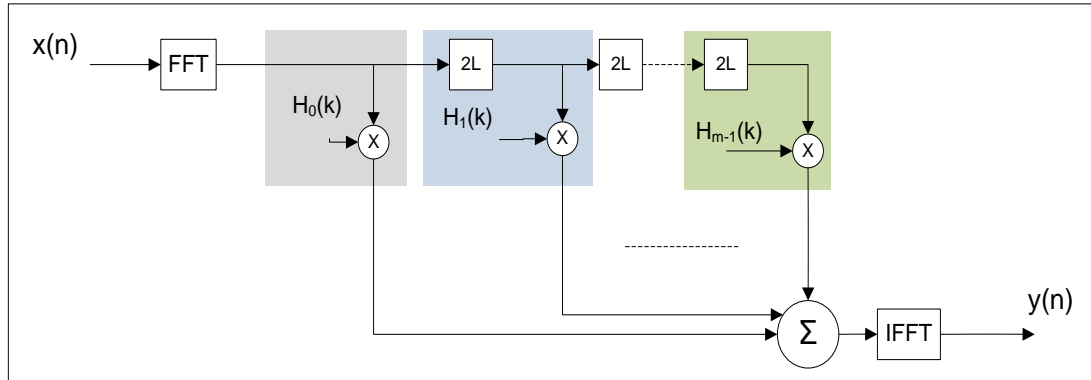 x(n)
FFT
2L
2L
2L
H0(k)
H1(k)
Hm-1(k)
X
X
X
Σ
IFFT
y(n)